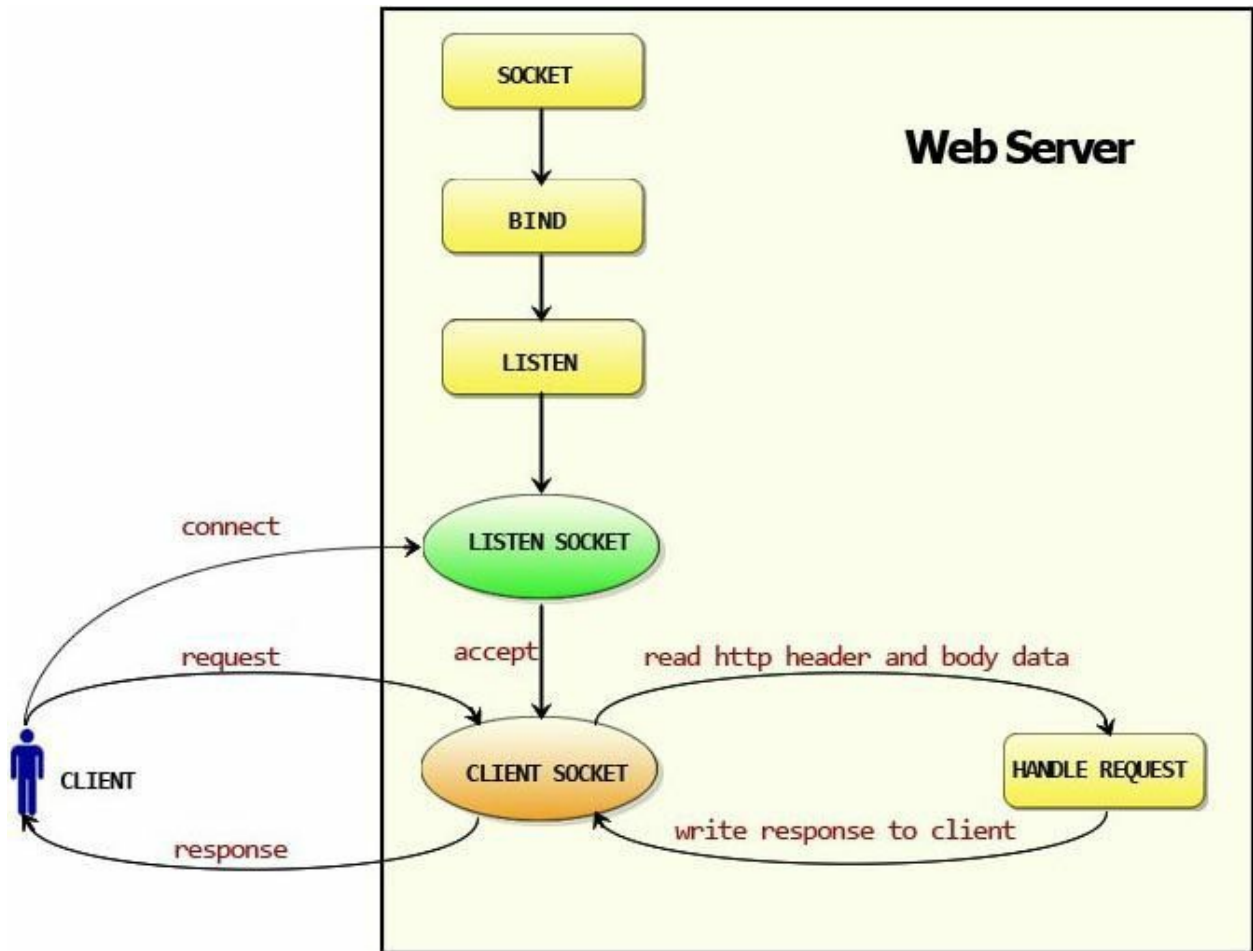 SOCKET
Web Server
BIND
LISTEN
connect
LISTEN SOCKET
request
accept
read http header and body data
CLIENT
CLIENT SOCKET
HANDLE REQUEST
response
write response to client